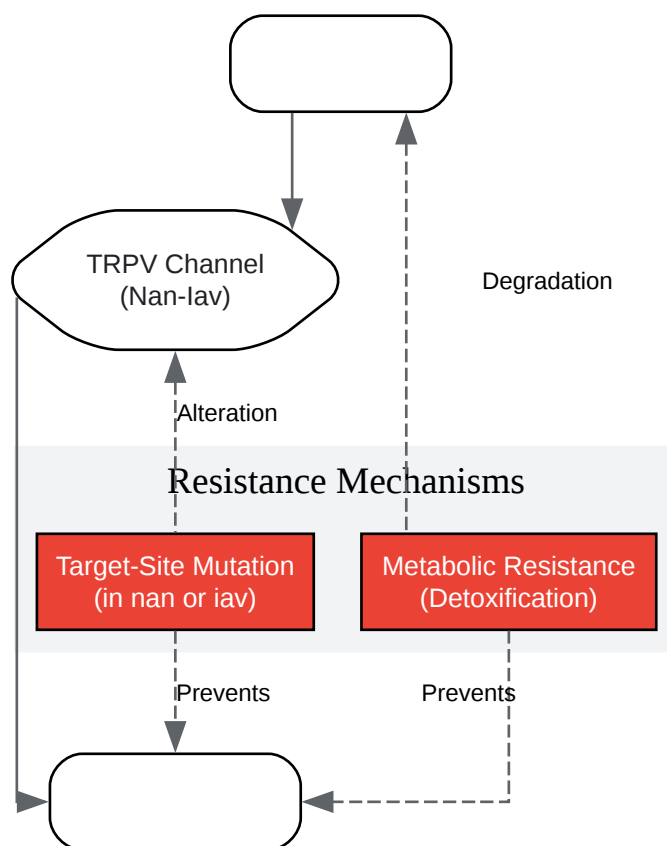 TRPV Channel
(Nan-Iav)
Degradation
Alteration
Resistance Mechanisms
Target-Site Mutation
(in nan or iav)
Metabolic Resistance
(Detoxification)
Prevents
Prevents